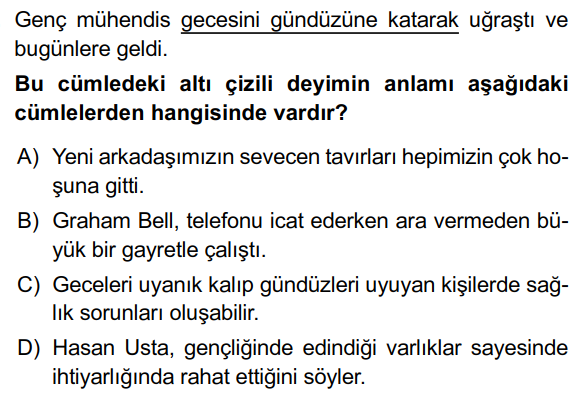 Genç mühendis gecesini gündüzüne katarak uğraştı ve
bugünlere geldi.
Bu cümledeki altı çizili deyimin anlamı aşağıdaki
cümlelerden hangisinde vardır?
A) Yeni arkadaşımızın sevecen tavırları hepimizin çok ho-
şuna gitti.
B) Graham Bell, telefonu icat ederken ara vermeden bü-
yük bir gayretle çalıştı.
C) Geceleri uyanık kalıp gündüzleri uyuyan kişilerde sağ-
lık sorunları oluşabilir.
D) Hasan Usta, gençliğinde edindiği varlıklar sayesinde
ihtiyarlığında rahat ettiğini söyler.